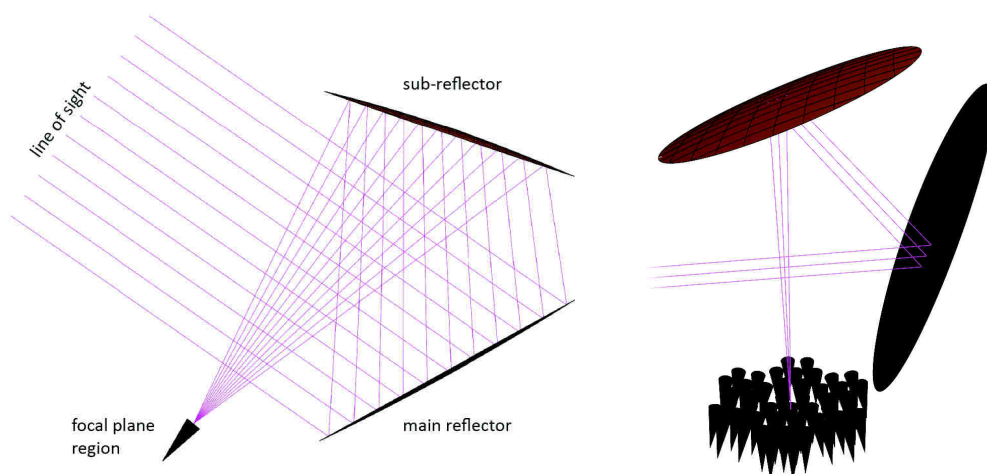 sub-reflector
line of sight
focal plane
region
main reflector